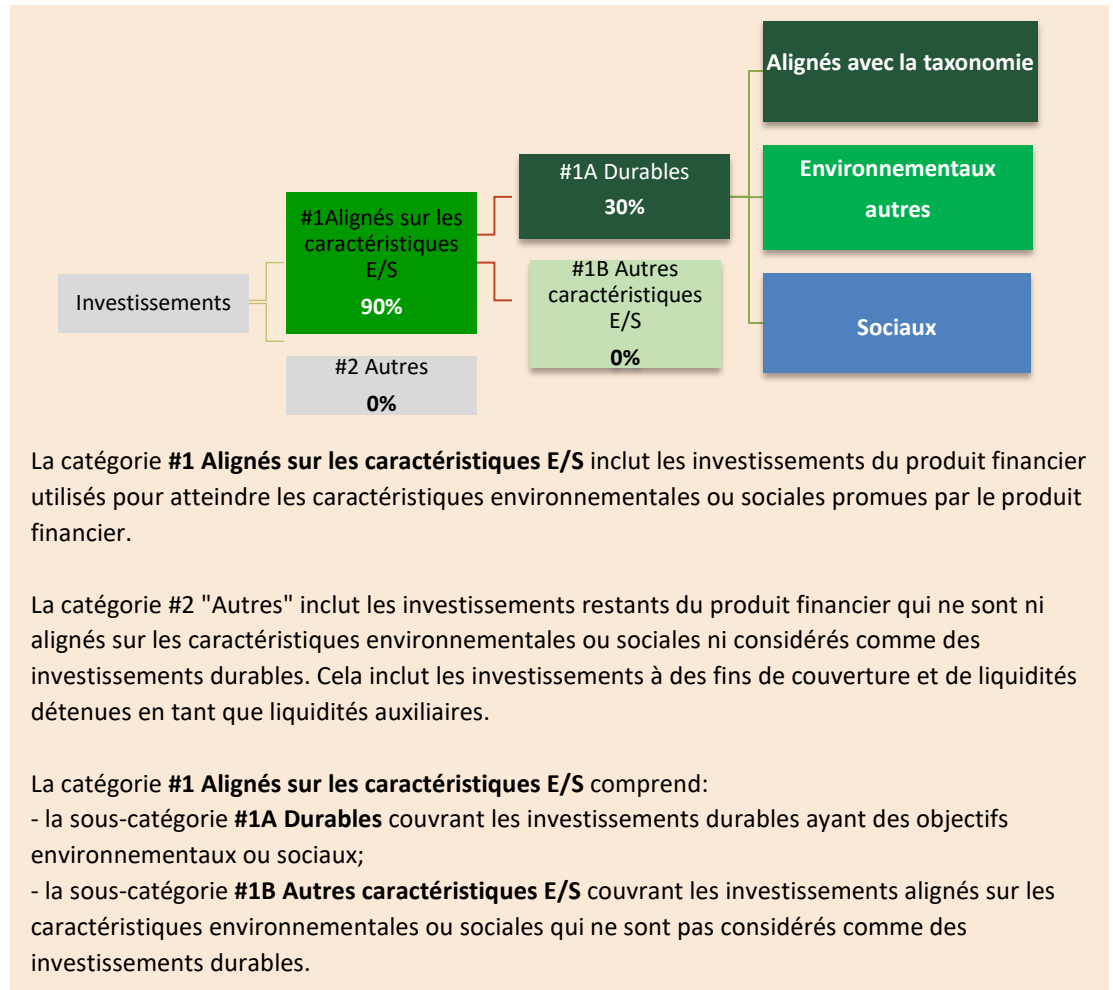 Alignés avec la taxonomie
#1A Durables
30%
Environnementaux
autres
#1Alignés sur les
caractéristiques
E/S
90%
#1B Autres
caractéristiques
E/S
0%
Investissements
Sociaux
#2 Autres
0%
La catégorie #1 Alignés sur les caractéristiques E/S inclut les investissements du produit financier
utilisés pour atteindre les caractéristiques environnementales ou sociales promues par le produit
financier.
La catégorie #2 "Autres" inclut les investissements restants du produit financier qui ne sont ni
alignés sur les caractéristiques environnementales ou sociales ni considérés comme des
investissements durables. Cela inclut les investissements à des fins de couverture et de liquidités
détenues en tant que liquidités auxiliaires.
La catégorie #1 Alignés sur les caractéristiques E/S comprend:
- la sous-catégorie #1A Durables couvrant les investissements durables ayant des objectifs
environnementaux ou sociaux;
- la sous-catégorie #1B Autres caractéristiques E/S couvrant les investissements alignés sur les
caractéristiques environnementales ou sociales qui ne sont pas considérés comme des
investissements durables.